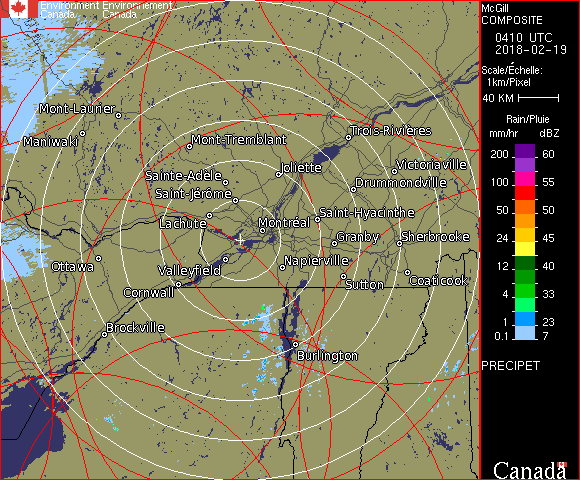 Environment Environnement
Canada Canada
McGill
COMPOSITE
0410 UTC
2018-02-19
Scale/Échelle:
1km/Pixel
40 KM
Rain/Pluie
mm/hr dBZ
200 60
55
100 55
50 50
24 45
12 40
4 33
1 23
0.1 7
PRECIPET
Canada
Mont-Laurier
Maniwaki
Mont-Tremblant
Trois-Rivières
Sainte-Adèle
Joliette
Victoriaville
Saint-Jérôme
Drummondville
Lachute
Montréal
Saint-Hyacinthe
Granby
Sherbrooke
Ottawa
Valleyfield
Napierville
Cornwall
Sutton
Coaticook
Brockville
Burlington